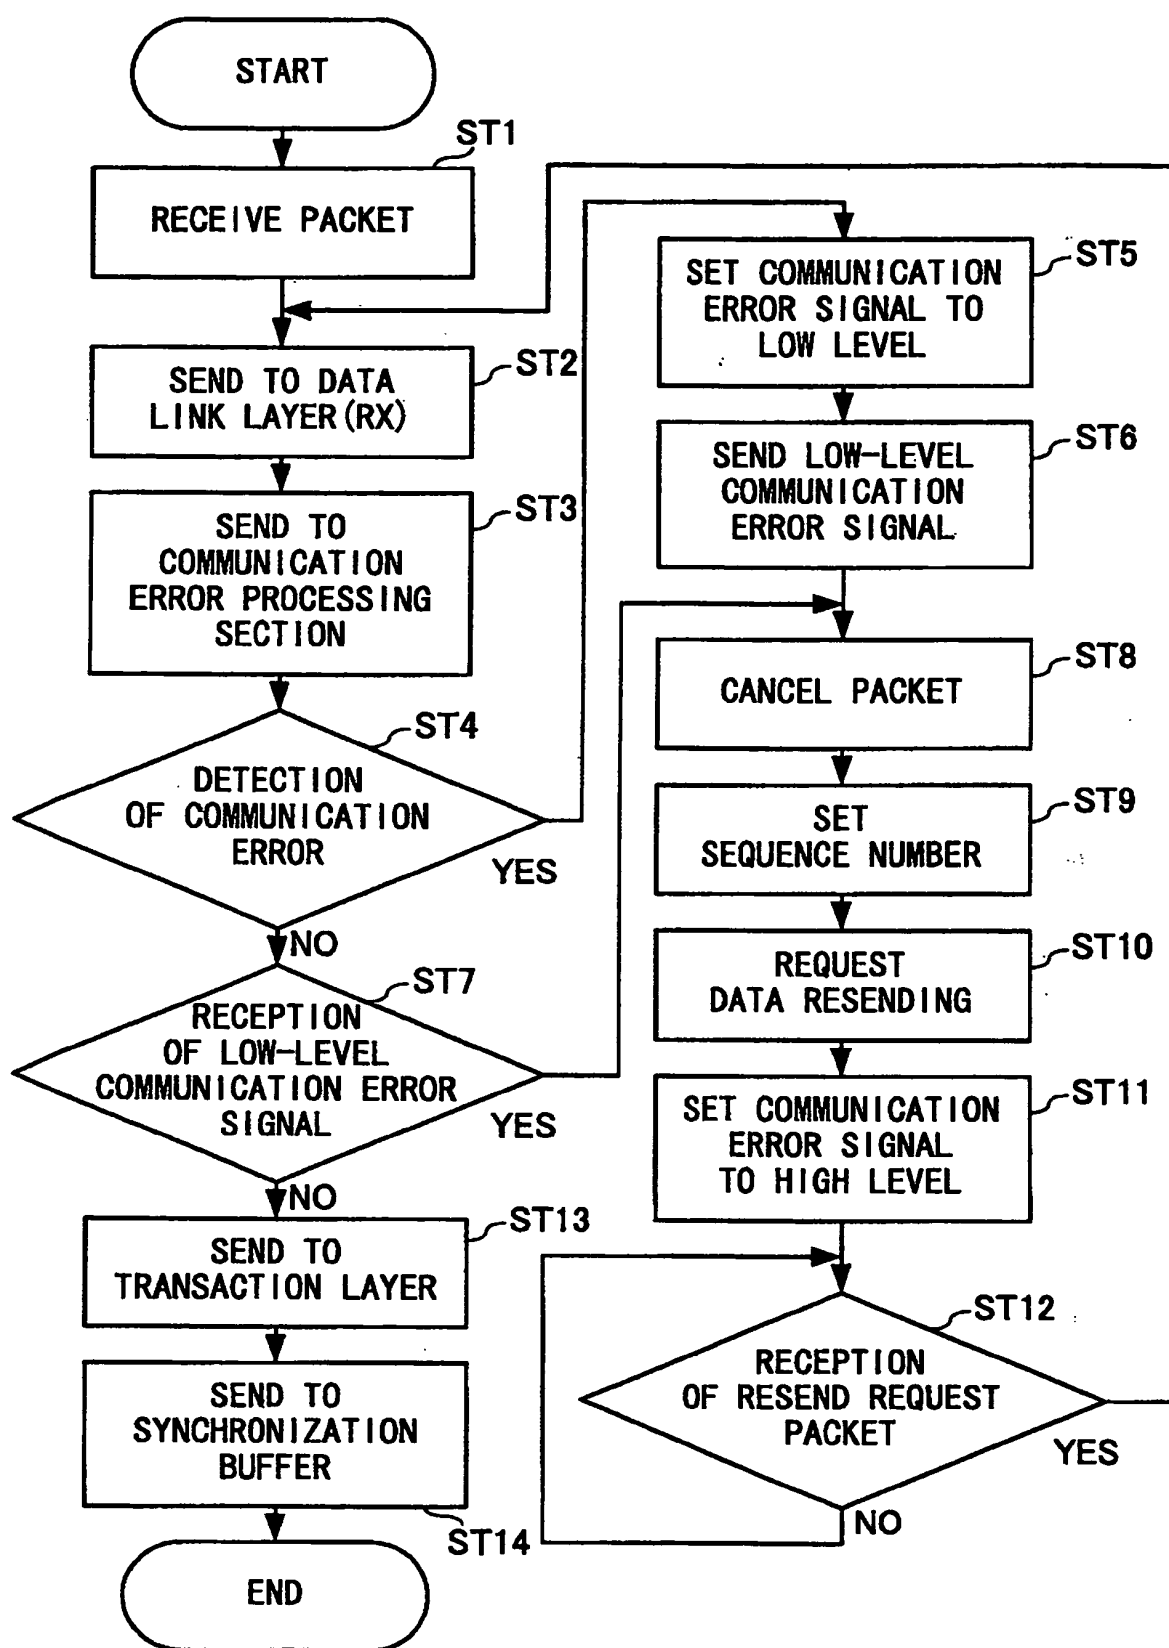 START
ST1
RECEIVE PACKET
ST2
SEND TO DATA
LINK LAYER(RX)
ST3
SEND TO
COMMUNICATION
ERROR PROCESSING
SECTION
ST4
DETECTION
OF COMMUNICATION
ERROR
YES
NO
ST7
RECEPTION
OF LOW-LEVEL
COMMUNICATION ERROR
SIGNAL
YES
NO
ST13
SEND TO
TRANSACTION LAYER
SEND TO
SYNCHRONIZATION
BUFFER
ST14
END
ST5
SET COMMUNICATION
ERROR SIGNAL TO
LOW LEVEL
ST6
SEND LOW-LEVEL
COMMUNICATION
ERROR SIGNAL
ST8
CANCEL PACKET
ST9
SET
SEQUENCE NUMBER
ST10
REQUEST
DATA RESENDING
ST11
SET COMMUNICATION
ERROR SIGNAL
TO HIGH LEVEL
ST12
RECEPTION
OF RESEND REQUEST
PACKET
YES
NO